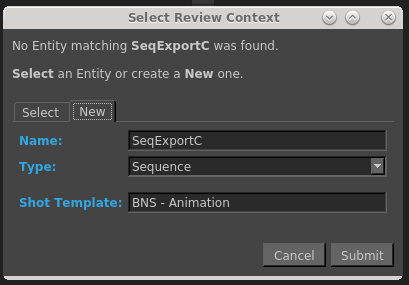 Select Review Context
No Entity matching SeqExportC was found.
Select an Entity or create a New one.
Select New
Name: SeqExportC
Type: Sequence
Shot Template: BNS - Animation
Cancel Submit